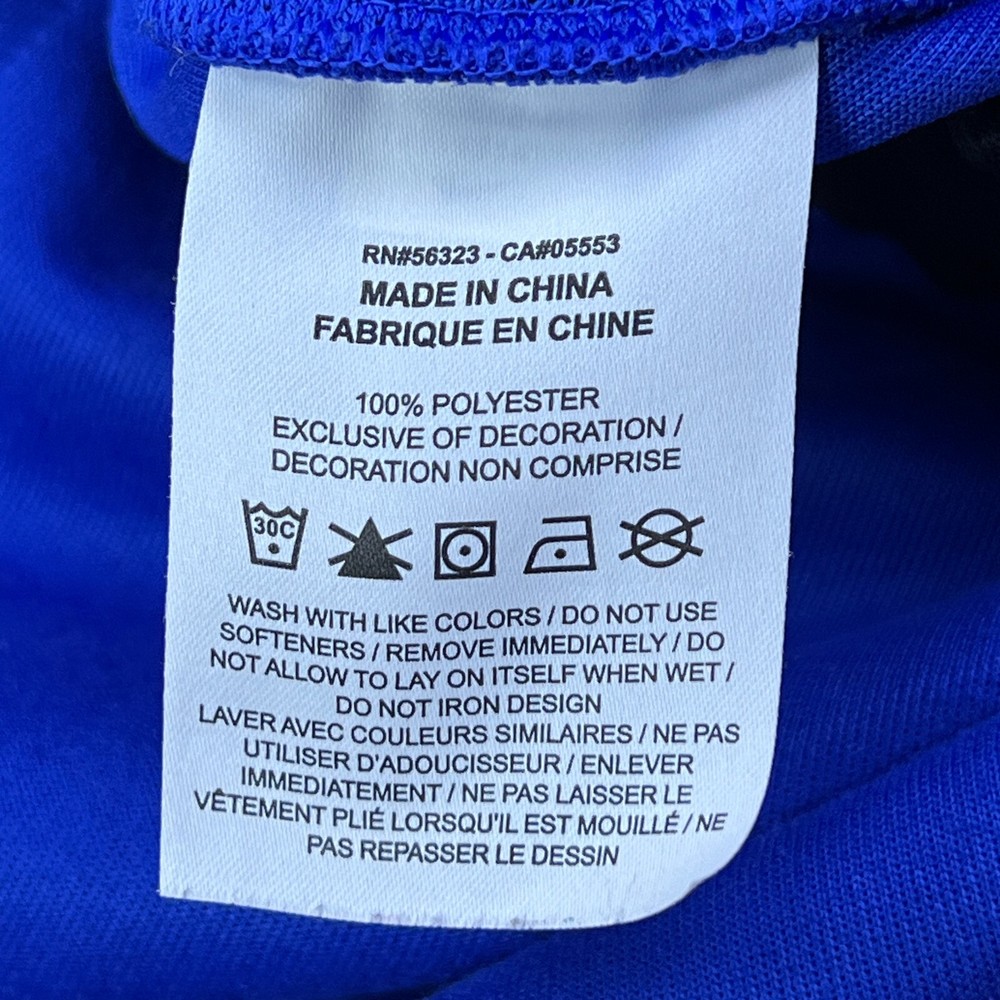 RN#56323 - CA#05553
MADE IN CHINA
FABRIQUE EN CHINE
100% POLYESTER
EXCLUSIVE OF DECORATION /
DECORATION NON COMPRISE
30C
WASH WITH LIKE COLORS / DO NOT USE
SOFTENERS / REMOVE IMMEDIATELY / DO
NOT ALLOW TO LAY ON ITSELF WHEN WET /
DO NOT IRON DESIGN
LAVER AVEC COULEURS SIMILAIRES / NE PAS
UTILISER D'ADOUCISSEUR / ENLEVER
IMMEDIATEMENT / NE PAS LAISSER LE
VÊTEMENT PLIÉ LORSQU'IL EST MOUILLÉ / NE
PAS REPASSER LE DESSIN